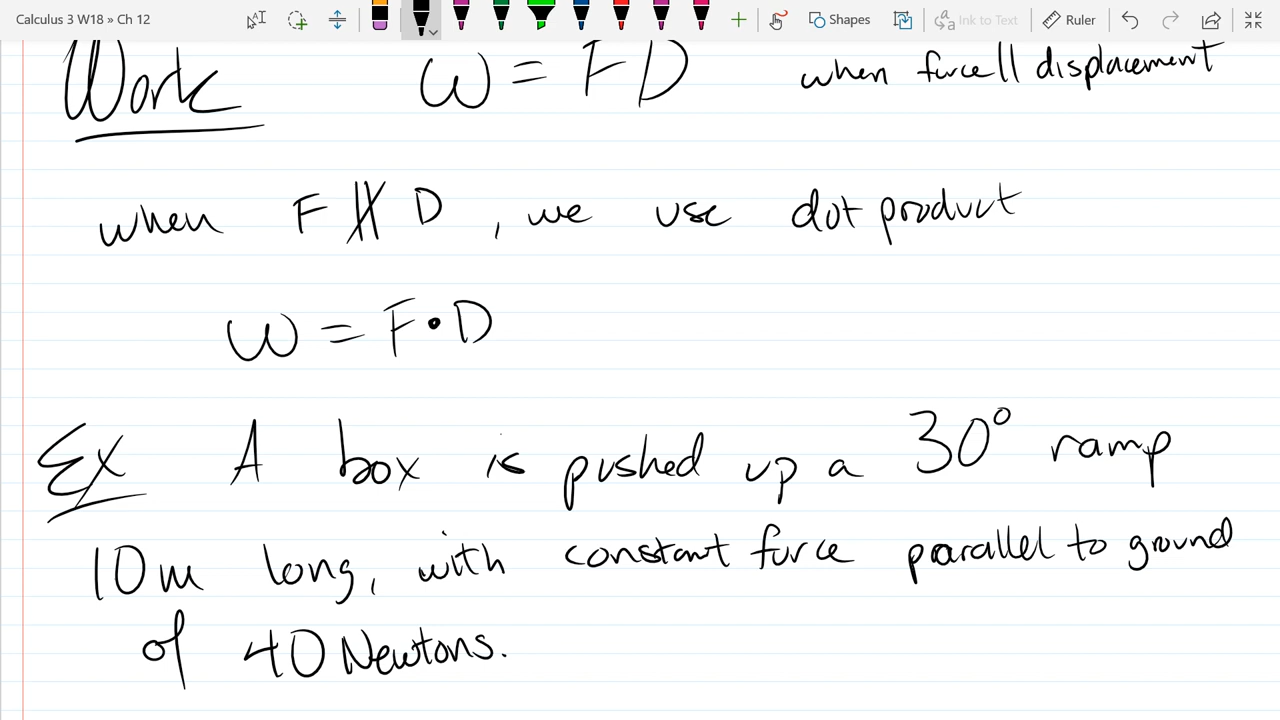 Calculus 3 W18 » Ch 12
Shapes
Ink to Text
Ruler
Work W = FD when force || displacement
when F ∦ D, we use dot product
W = F • D
Ex A box is pushed up a 30° ramp
10m long, with constant force parallel to ground
of 40 Newtons.